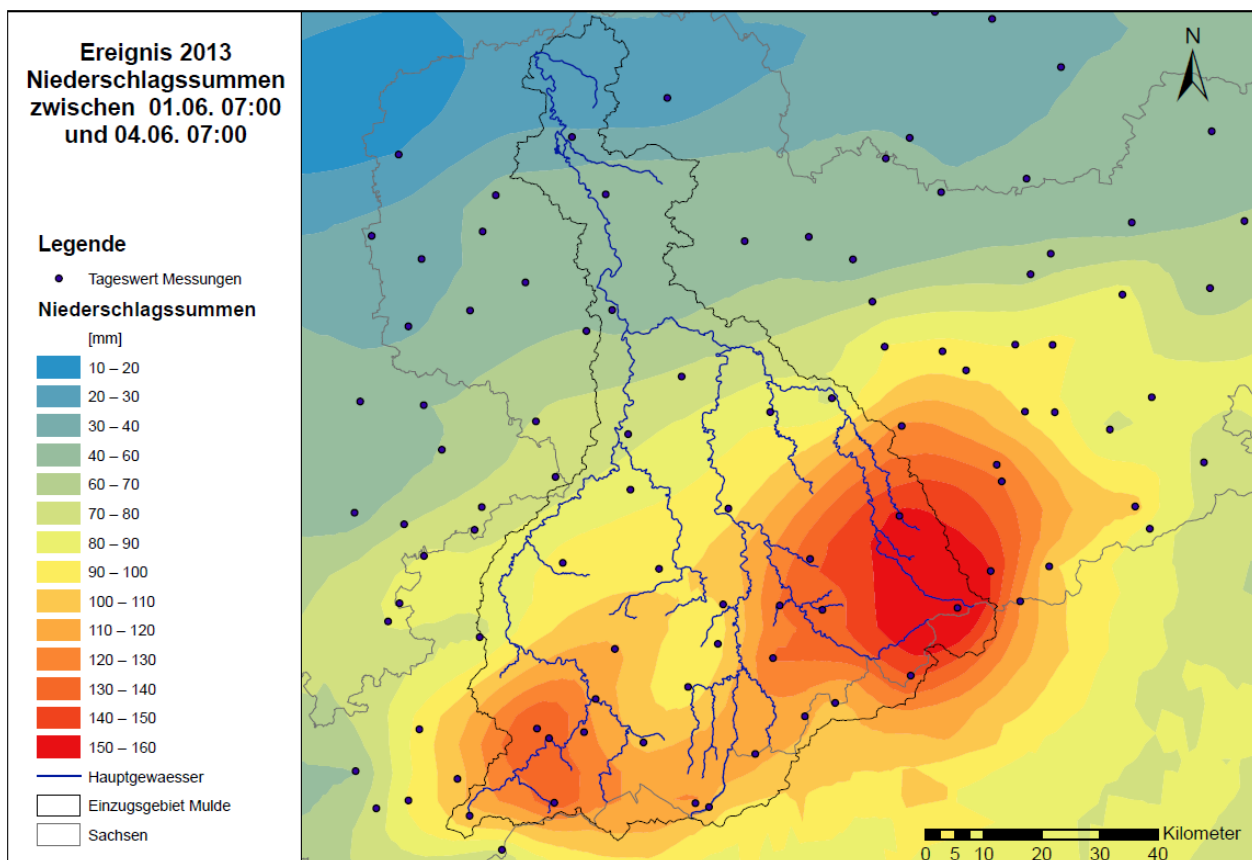 Ereignis 2013
Niederschlagssummen
zwischen 01.06. 07:00
und 04.06. 07:00
N
Legende
Tageswert Messungen
Niederschlagssummen
[mm]
10 – 20
20 – 30
30 – 40
40 – 60
60 – 70
70 – 80
80 – 90
90 – 100
100 – 110
110 – 120
120 – 130
130 – 140
140 – 150
150 – 160
Hauptgewaesser
Einzugsgebiet Mulde
Sachsen
Kilometer
0 5 10 20 30 40